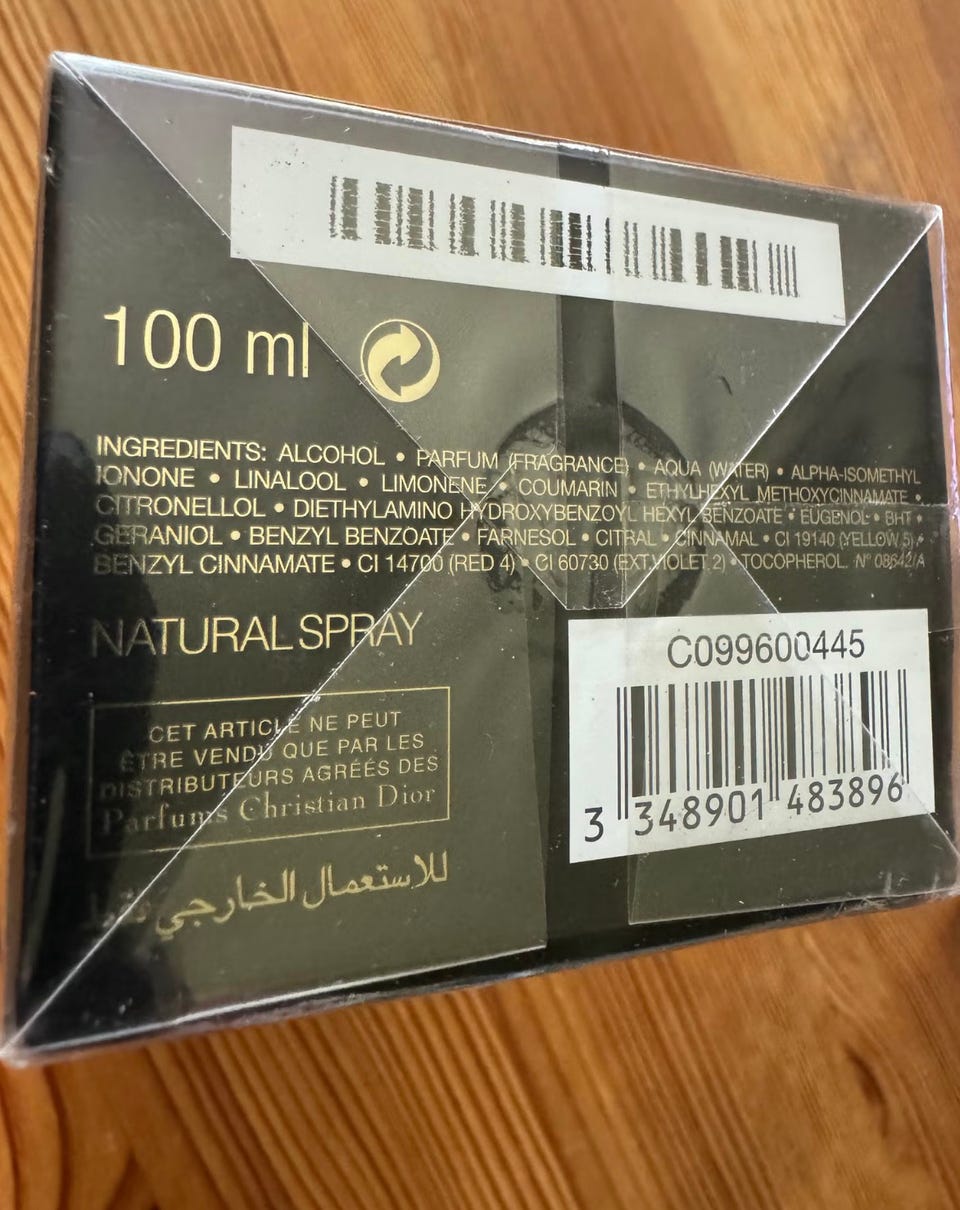 100 ml
INGREDIENTS: ALCOHOL • PARFUM (FRAGRANCE) • AQUA (WATER) • ALPHA-ISOMETHYL
IONONE • LINALOOL • LIMONENE • COUMARIN • ETHYLHEXYL METHOXYCINNAMATE •
CITRONELLOL • DIETHYLAMINO HYDROXYBENZOYL HEXYL BENZOATE • EUGENOL • BHT •
GERANIOL • BENZYL BENZOATE • FARNESOL • CITRAL • CINNAMAL • CI 19140 (YELLOW 5) •
BENZYL CINNAMATE • CI 14700 (RED 4) • CI 60730 (EXT. VIOLET 2) • TOCOPHEROL. N° 08642/A
NATURAL SPRAY
C099600445
3 348901 483896
CET ARTICLE NE PEUT
ÊTRE VENDU QUE PAR LES
DISTRIBUTEURS AGRÉÉS DES
Parfums Christian Dior
للاستعمال الخارجي فقط